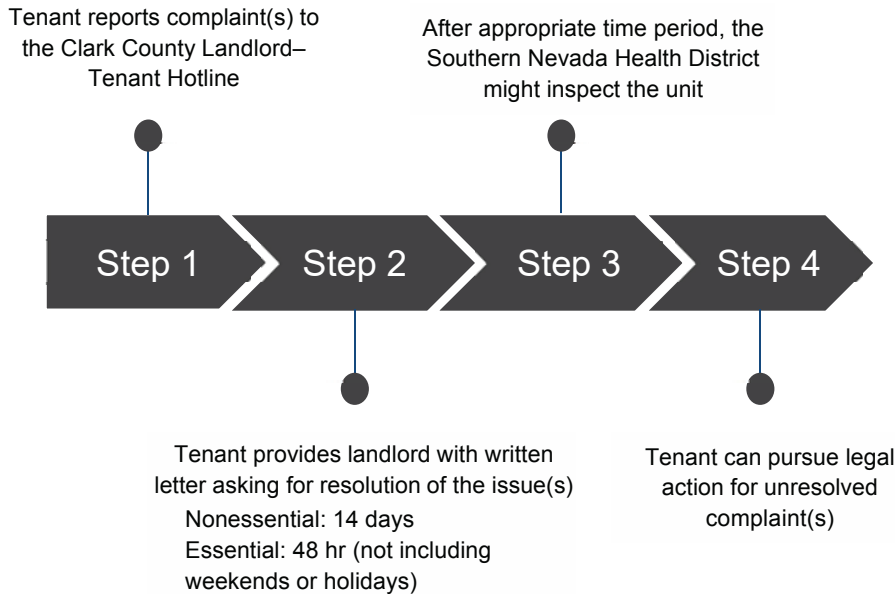 Tenant reports complaint(s) to
the Clark County Landlord–
Tenant Hotline
After appropriate time period, the
Southern Nevada Health District
might inspect the unit
Step 1
Step 2
Step 3
Step 4
Tenant provides landlord with written
letter asking for resolution of the issue(s)
Nonessential: 14 days
Essential: 48 hr (not including
weekends or holidays)
Tenant can pursue legal
action for unresolved
complaint(s)